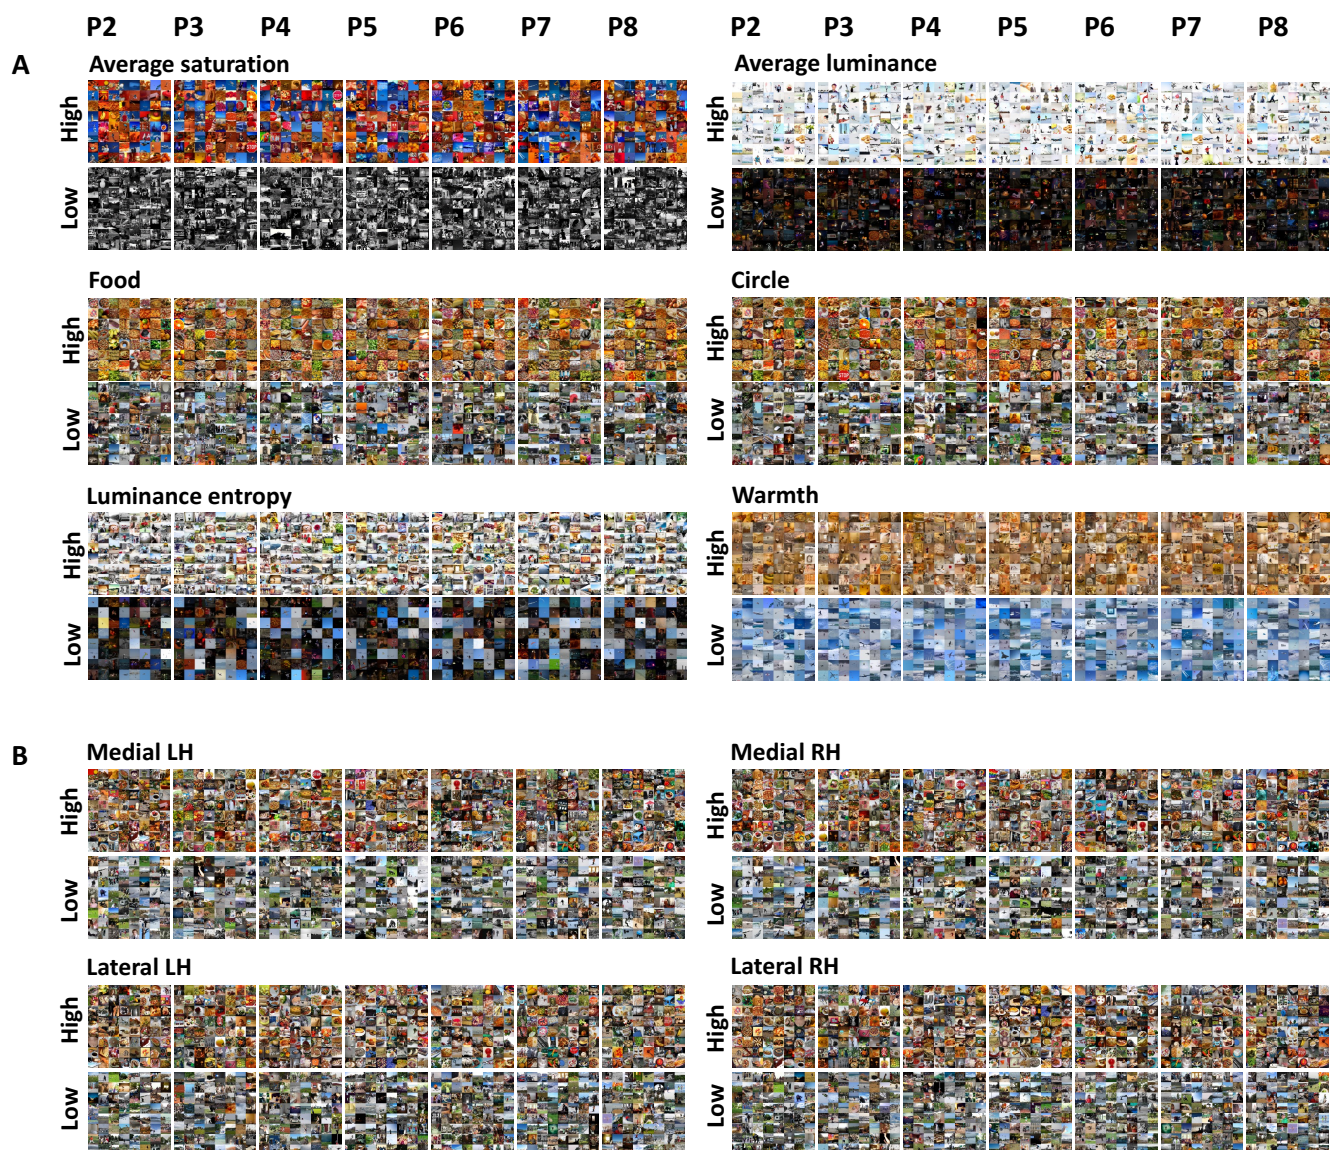 P2 P3 P4 P5 P6 P7 P8 P2 P3 P4 P5 P6 P7 P8
A
Average saturation Average luminance
High High
Low Low
Food Circle
High High
Low Low
Luminance entropy Warmth
High High
Low Low
B
Medial LH Medial RH
High High
Low Low
Lateral LH Lateral RH
High High
Low Low